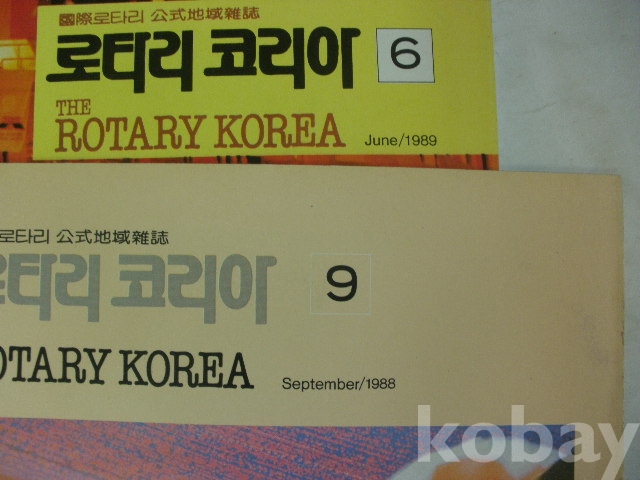 國際로타리 公式地域雜誌
로타리 코리아 6
THE
ROTARY KOREA June/1989
로타리 公式地域雜誌
로타리 코리아 9
OTARY KOREA September/1988
kobay